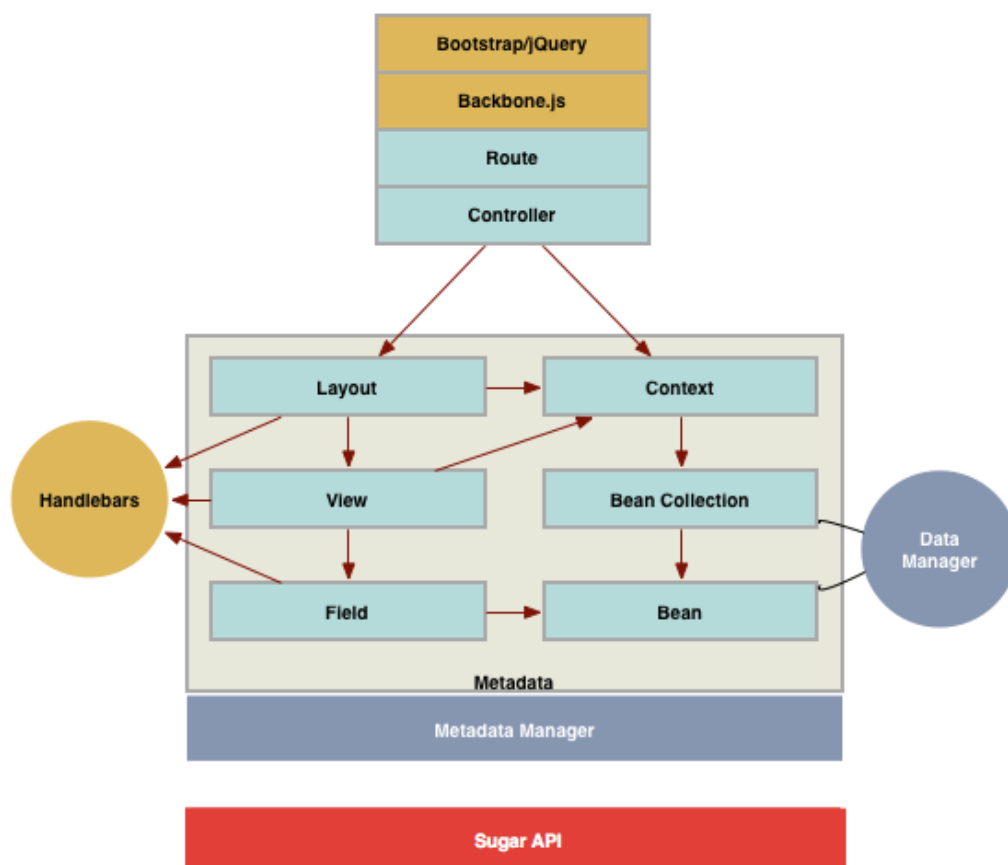 Bootstrap/jQuery
Backbone.js
Route
Controller
Layout
Context
Handlebars
View
Bean Collection
Data
Manager
Field
Bean
Metadata
Metadata Manager
Sugar API